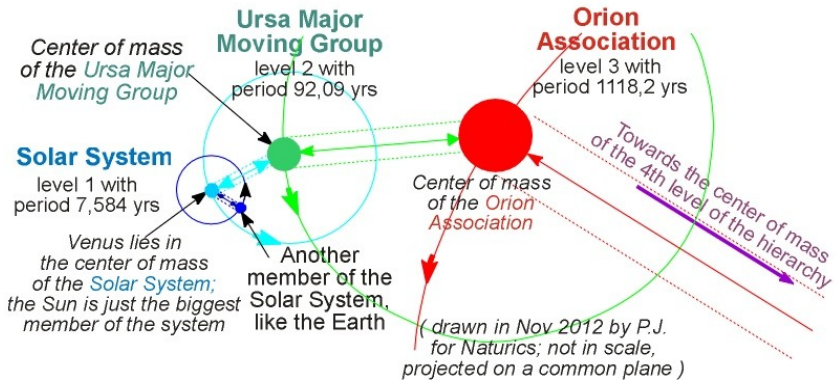 Ursa Major
Moving Group
level 2 with
period 92,09 yrs
Orion
Association
level 3 with
period 1118,2 yrs
Center of mass
of the Ursa Major
Moving Group
Solar System
level 1 with
period 7,584 yrs
Venus lies in
the center of mass
of the Solar System;
the Sun is just the biggest
member of the system
Another
member of the
Solar System,
like the Earth
Center of mass
of the Orion
Association
Towards the center of mass
of the 4th level of the hierarchy
( drawn in Nov 2012 by P.J.
for Naturics; not in scale,
projected on a common plane )